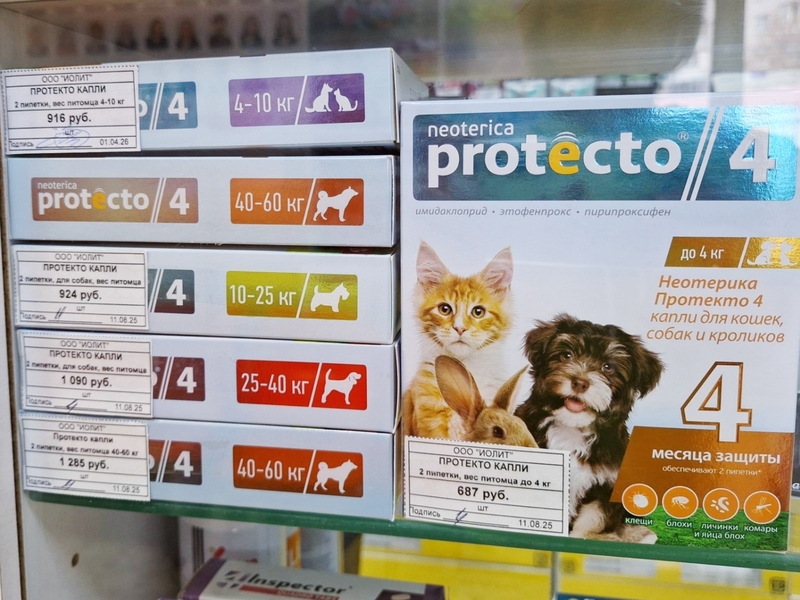 ООО "ИОЛИТ"
ПРОТЕКТО КАПЛИ
2 пипетки, вес питомца 4-10 кг
916 руб.
шт
Подпись 01.04.26
4
4-10 кг
neoterica
protecto 4
40-60 кг
ООО "ИОЛИТ"
ПРОТЕКТО КАПЛИ
2 пипетки, для собак, вес питомца
924 руб.
шт
Подпись 11.08.25
4
10-25 кг
ООО "ИОЛИТ"
ПРОТЕКТО КАПЛИ
2 пипетки, для собак, вес питомца
1 090 руб.
шт
Подпись 11.08.25
4
25-40 кг
ООО "ИОЛИТ"
Протекто капли
2 пипетки, вес питомца 40-60 кг
1 285 руб.
шт
Подпись 11.08.25
4
40-60 кг
neoterica
protecto® 4
имидаклоприд • этофенпрокс • пирипроксифен
до 4 кг
Неотерика
Протекто 4
капли для кошек,
собак и кроликов
4
месяца защиты
обеспечивают 2 пипетки*
клещи блохи личинки комары
и яйца блох
ООО "ИОЛИТ"
ПРОТЕКТО КАПЛИ
2 пипетки, вес питомца до 4 кг
687 руб.
шт
Подпись 11.08.25
Inspector